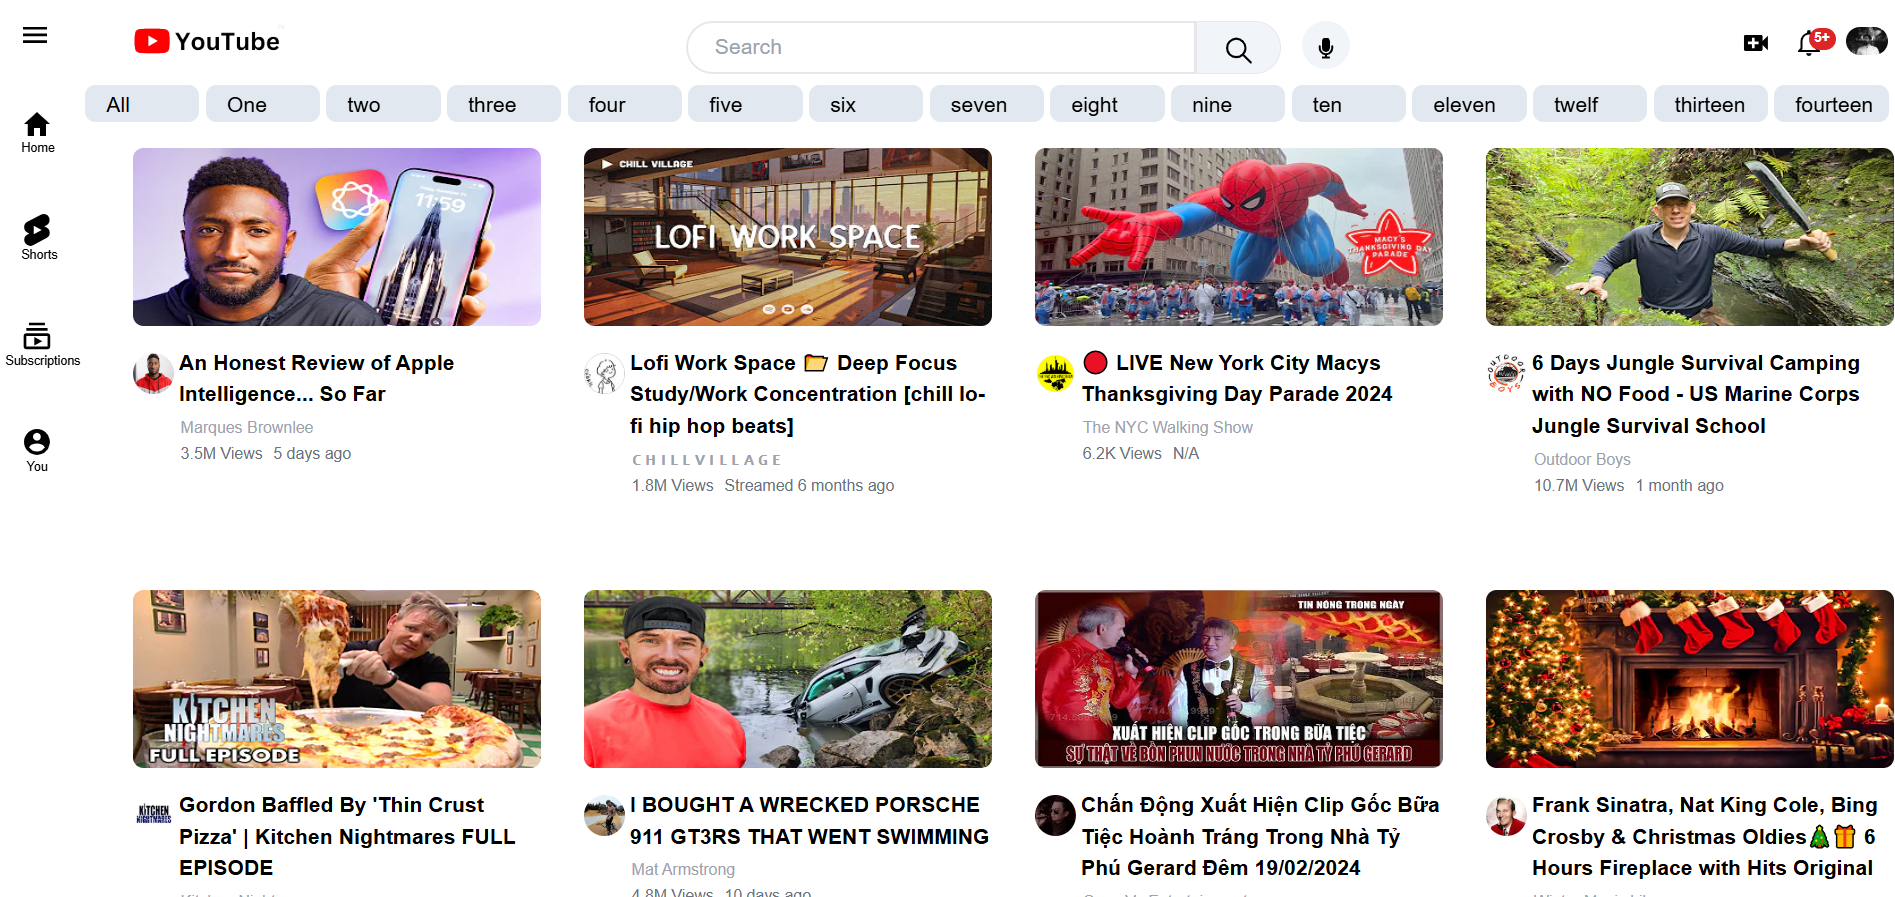 YouTube
Search
5+
All One two three four five six seven eight nine ten eleven twelf thirteen fourteen
Home
Shorts
Subscriptions
You
11:59
CHILL VILLAGE
LOFI WORK SPACE
MACY'S
THANKSGIVING DAY
PARADE
An Honest Review of Apple
Intelligence... So Far
Marques Brownlee
3.5M Views 5 days ago
Lofi Work Space 📂 Deep Focus
Study/Work Concentration [chill lo-
fi hip hop beats]
CHILLVILLAGE
1.8M Views Streamed 6 months ago
🔴 LIVE New York City Macys
Thanksgiving Day Parade 2024
The NYC Walking Show
6.2K Views N/A
OUTDOOR
BOYS
6 Days Jungle Survival Camping
with NO Food - US Marine Corps
Jungle Survival School
Outdoor Boys
10.7M Views 1 month ago
KITCHEN
NIGHTMARES
FULL EPISODE
TIN NÓNG TRONG NGÀY
XUẤT HIỆN CLIP GỐC TRONG BỮA TIỆC
SỰ THẬT VỀ BỒN PHUN NƯỚC TRONG NHÀ TỶ PHÚ GERARD
KITCHEN
NIGHTMARES
Gordon Baffled By 'Thin Crust
Pizza' | Kitchen Nightmares FULL
EPISODE
I BOUGHT A WRECKED PORSCHE
911 GT3RS THAT WENT SWIMMING
Mat Armstrong
4.8M Views 10 days ago
Chấn Động Xuất Hiện Clip Gốc Bữa
Tiệc Hoành Tráng Trong Nhà Tỷ
Phú Gerard Đêm 19/02/2024
Frank Sinatra, Nat King Cole, Bing
Crosby & Christmas Oldies🎄🎁 6
Hours Fireplace with Hits Original